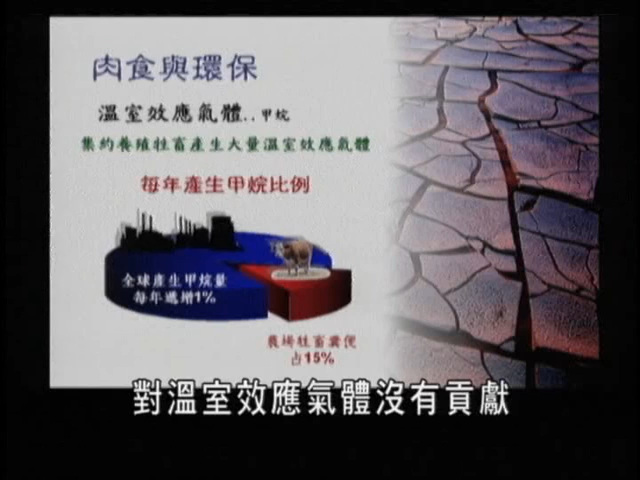 肉食與環保
溫室效應氣體..甲烷
集約養殖牲畜產生大量溫室效應氣體
每年產生甲烷比例
全球產生甲烷量
每年遞增1%
農場牲畜糞便
占15%
對溫室效應氣體沒有貢獻